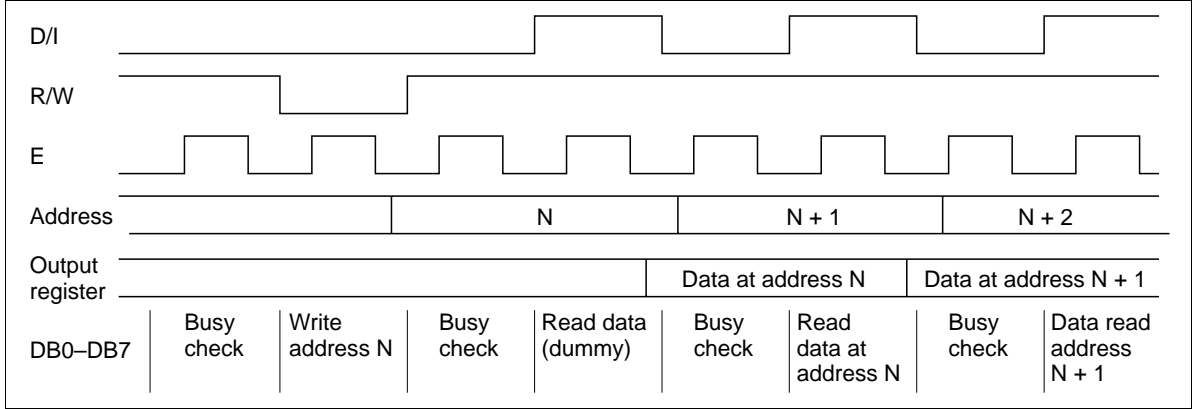 D/I
R/W
E
Address
N
N + 1
N + 2
Output
register
Data at address N
Data at address N + 1
DB0–DB7
Busy
check
Write
address N
Busy
check
Read data
(dummy)
Busy
check
Read
data at
address N
Busy
check
Data read
address
N + 1